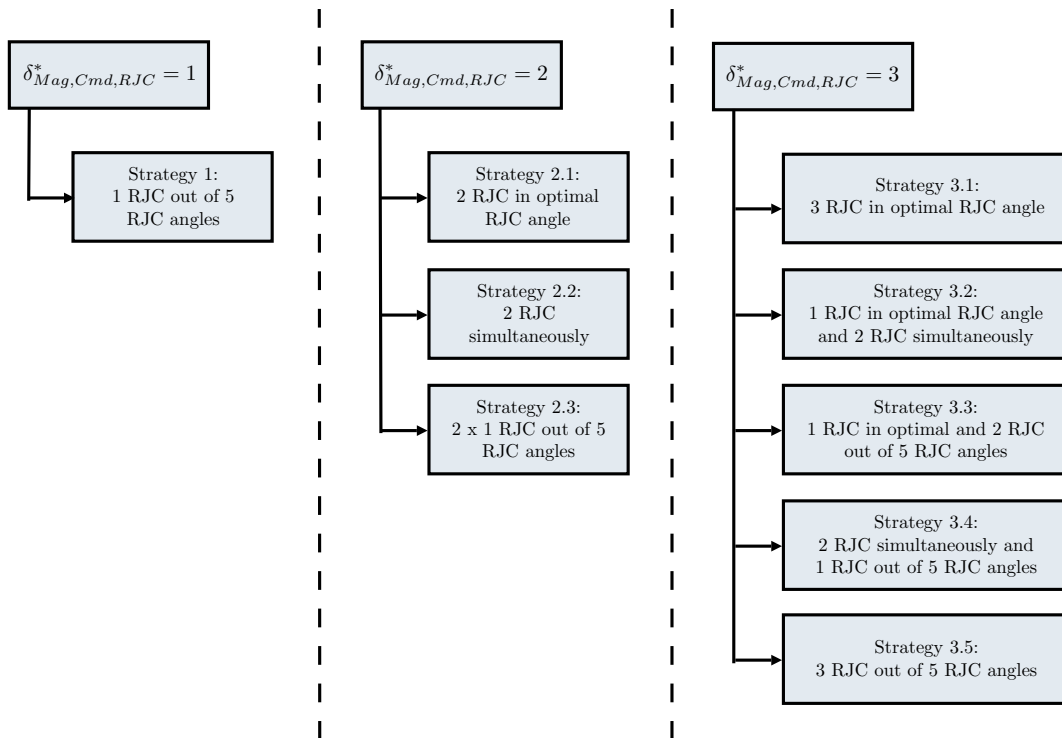 δ*Mag,Cmd,RJC = 1
Strategy 1:
1 RJC out of 5
RJC angles
δ*Mag,Cmd,RJC = 2
Strategy 2.1:
2 RJC in optimal
RJC angle
Strategy 2.2:
2 RJC
simultaneously
Strategy 2.3:
2 x 1 RJC out of 5
RJC angles
δ*Mag,Cmd,RJC = 3
Strategy 3.1:
3 RJC in optimal RJC angle
Strategy 3.2:
1 RJC in optimal RJC angle
and 2 RJC simultaneously
Strategy 3.3:
1 RJC in optimal and 2 RJC
out of 5 RJC angles
Strategy 3.4:
2 RJC simultaneously and
1 RJC out of 5 RJC angles
Strategy 3.5:
3 RJC out of 5 RJC angles